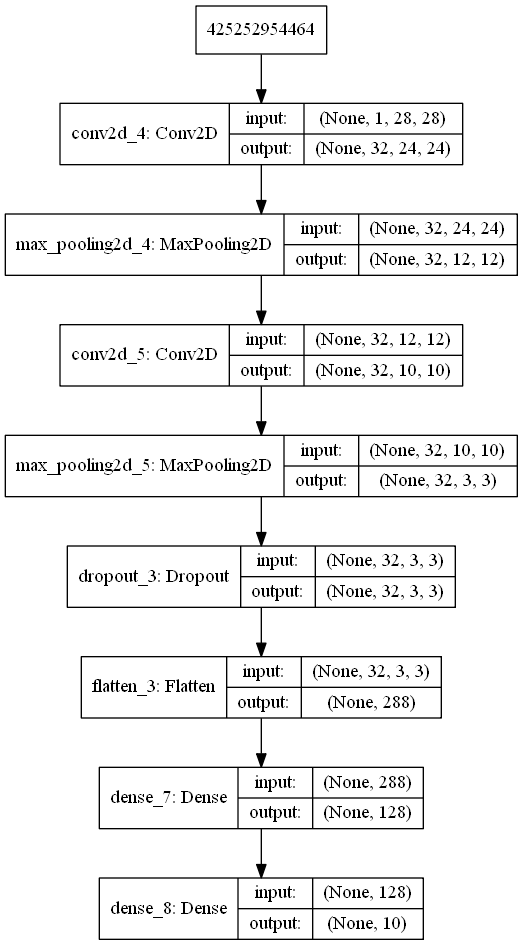 425252954464
conv2d_4: Conv2D
input: (None, 1, 28, 28)
output: (None, 32, 24, 24)
max_pooling2d_4: MaxPooling2D
input: (None, 32, 24, 24)
output: (None, 32, 12, 12)
conv2d_5: Conv2D
input: (None, 32, 12, 12)
output: (None, 32, 10, 10)
max_pooling2d_5: MaxPooling2D
input: (None, 32, 10, 10)
output: (None, 32, 3, 3)
dropout_3: Dropout
input: (None, 32, 3, 3)
output: (None, 32, 3, 3)
flatten_3: Flatten
input: (None, 32, 3, 3)
output: (None, 288)
dense_7: Dense
input: (None, 288)
output: (None, 128)
dense_8: Dense
input: (None, 128)
output: (None, 10)